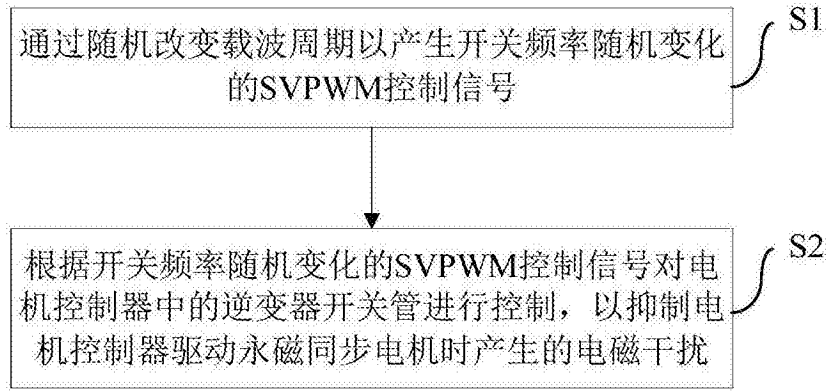 通过随机改变载波周期以产生开关频率随机变化
的SVPWM控制信号
S1
根据开关频率随机变化的SVPWM控制信号对电
机控制器中的逆变器开关管进行控制，以抑制电
机控制器驱动永磁同步电机时产生的电磁干扰
S2